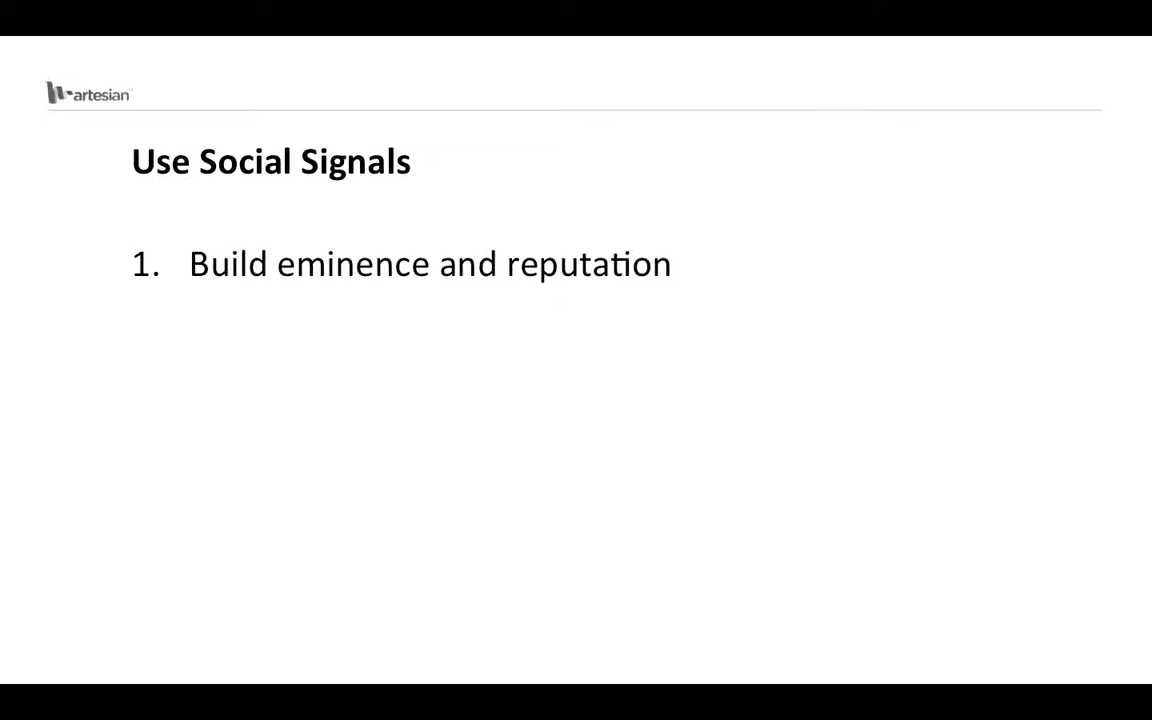 artesian
Use Social Signals
1. Build eminence and reputation